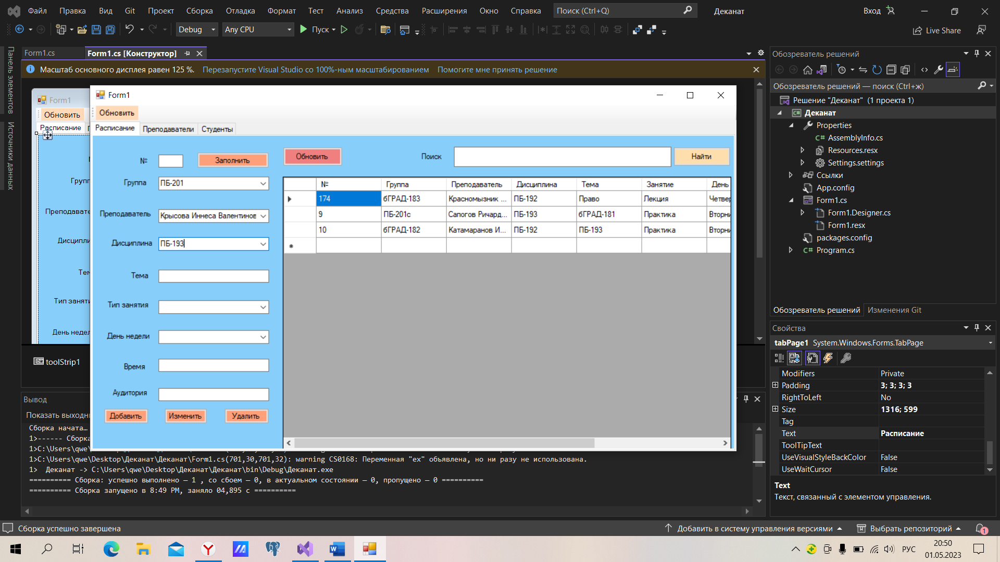 Файл Правка Вид Git Проект Сборка Отладка Формат Тест Анализ Средства Расширения Окно Справка Поиск (Ctrl+Q) Деканат Вход
Debug Any CPU Пуск Live Share
Панель элементов
Источники данных
Form1.cs Form1.cs [Конструктор]
Масштаб основного дисплея равен 125 %. Перезапустите Visual Studio со 100%-ным масштабированием Помогите мне принять решение
Form1
Обновить
Расписание
Form1
Обновить
Расписание Преподаватели Студенты
№ Заполнить Обновить Поиск Найти
Группа ПБ-201
Преподаватель Крысова Иннеса Валентинов
Дисциплина ПБ-193
Тема
Тип занятия
День недели
Время
Аудитория
Добавить Изменить Удалить
№ Группа Преподаватель Дисциплина Тема Занятие День
174 бГРАД-183 Красномызник ... ПБ-192 Право Лекция Четвер
9 ПБ-201с Сапогов Ричард... ПБ-193 бГРАД-181 Практика Вторни
10 бГРАД-182 Катамаранов И... ПБ-192 ПБ-193 Практика Вторни
Групп
Преподавате
Дисципли
Тем
Тип заняти
День недел
toolStrip1
Вывод
Показать выходн
Сборка начата…
1>------ Сборка
1>C:\Users\qwe\
1>C:\Users\qwe\Desktop\Деканат\Деканат\Form1.cs(701,30,701,32): warning CS0168: Переменная "ex" объявлена, но ни разу не использована.
1> Деканат -> C:\Users\qwe\Desktop\Деканат\Деканат\bin\Debug\Деканат.exe
========== Сборка: успешно выполнено — 1 , со сбоем — 0, в актуальном состоянии — 0, пропущено — 0 ==========
========== Сборка запущено в 8:49 PM, заняло 04,895 с ==========
Обозреватель решений
Обозреватель решений — поиск (Ctrl+ж)
Решение "Деканат" (1 проекта 1)
Деканат
Properties
AssemblyInfo.cs
Resources.resx
Settings.settings
Ссылки
App.config
Form1.cs
Form1.Designer.cs
Form1.resx
packages.config
Program.cs
Обозреватель решений Изменения Git
Свойства
tabPage1 System.Windows.Forms.TabPage
Modifiers Private
Padding 3; 3; 3; 3
RightToLeft No
Size 1316; 599
Tag
Text Расписание
ToolTipText
UseVisualStyleBackColor False
UseWaitCursor False
Text
Текст, связанный с элементом управления.
Сборка успешно завершена Добавить в систему управления версиями Выбрать репозиторий 1
РУС 20:50
01.05.2023